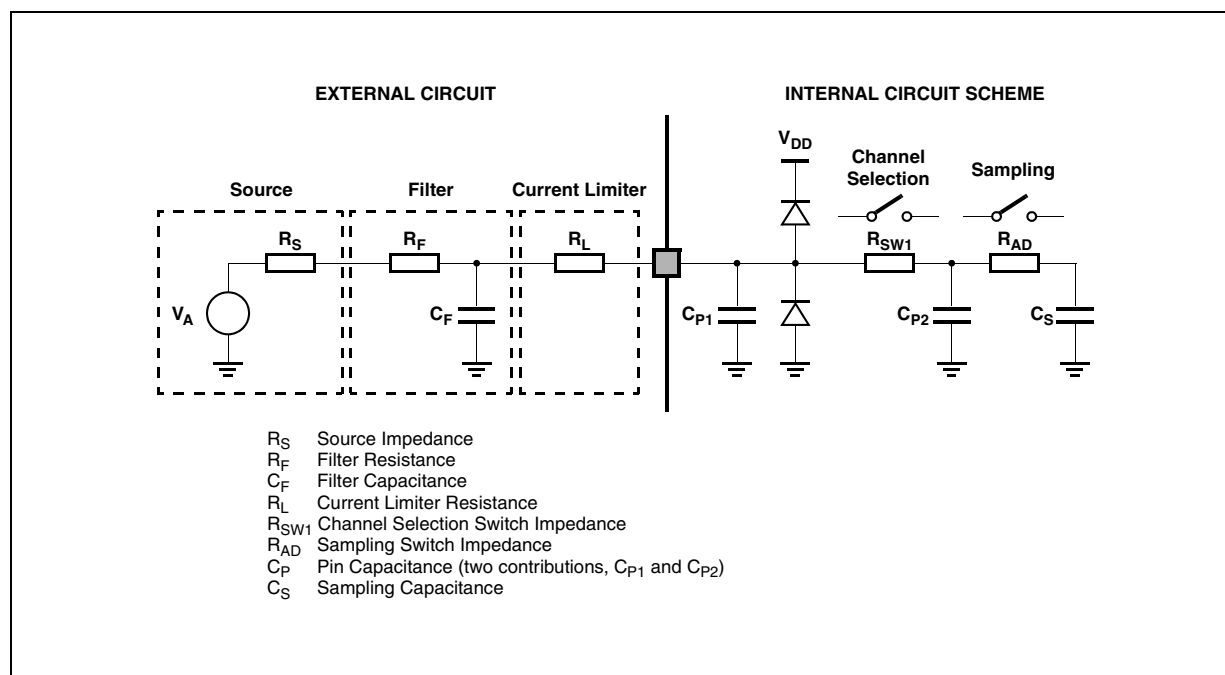 EXTERNAL CIRCUIT
INTERNAL CIRCUIT SCHEME
VDD
Channel
Selection
Sampling
Source
Filter
Current Limiter
RS
RF
RL
RSW1
RAD
VA
CF
CP1
CP2
CS
RS Source Impedance
RF Filter Resistance
CF Filter Capacitance
RL Current Limiter Resistance
RSW1 Channel Selection Switch Impedance
RAD Sampling Switch Impedance
CP Pin Capacitance (two contributions, CP1 and CP2)
CS Sampling Capacitance